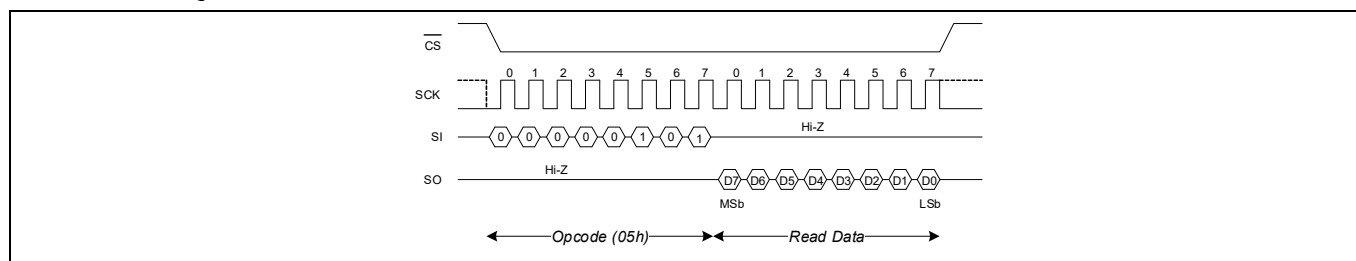 CS
0 1 2 3 4 5 6 7 0 1 2 3 4 5 6 7
SCK
Hi-Z
SI 0 0 0 0 0 1 0 1
Hi-Z
SO D7 D6 D5 D4 D3 D2 D1 D0
MSb LSb
Opcode (05h) Read Data